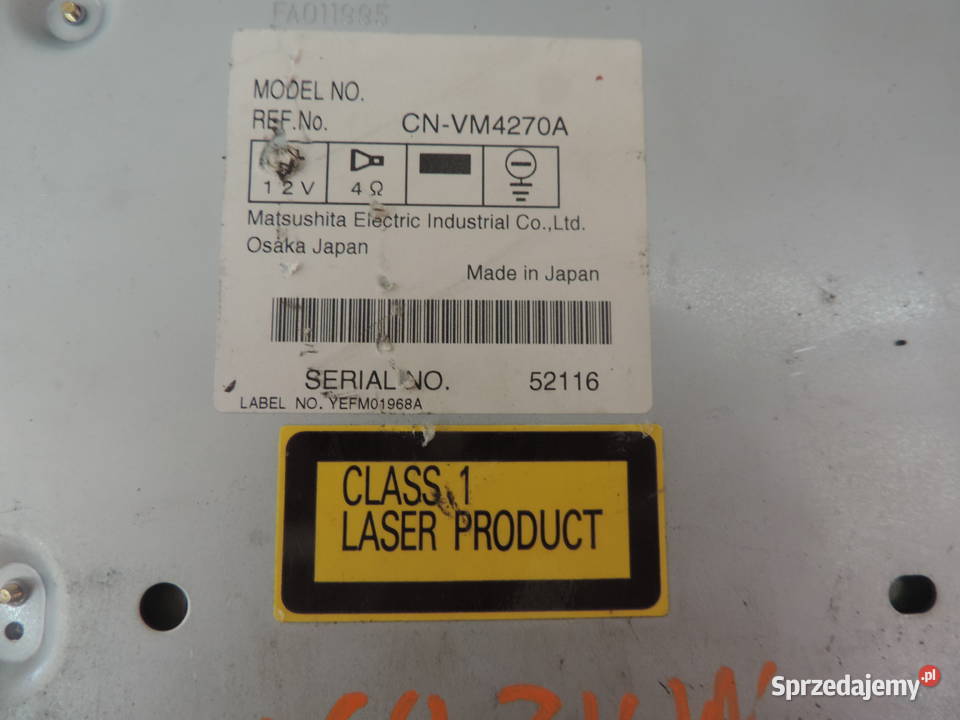 FA011885
MODEL NO.
REF.No. CN-VM4270A
12V 4Ω
Matsushita Electric Industrial Co.,Ltd.
Osaka Japan
Made in Japan
SERIAL NO. 52116
LABEL NO. YEFM01968A
CLASS 1
LASER PRODUCT
Sprzedajemy.pl